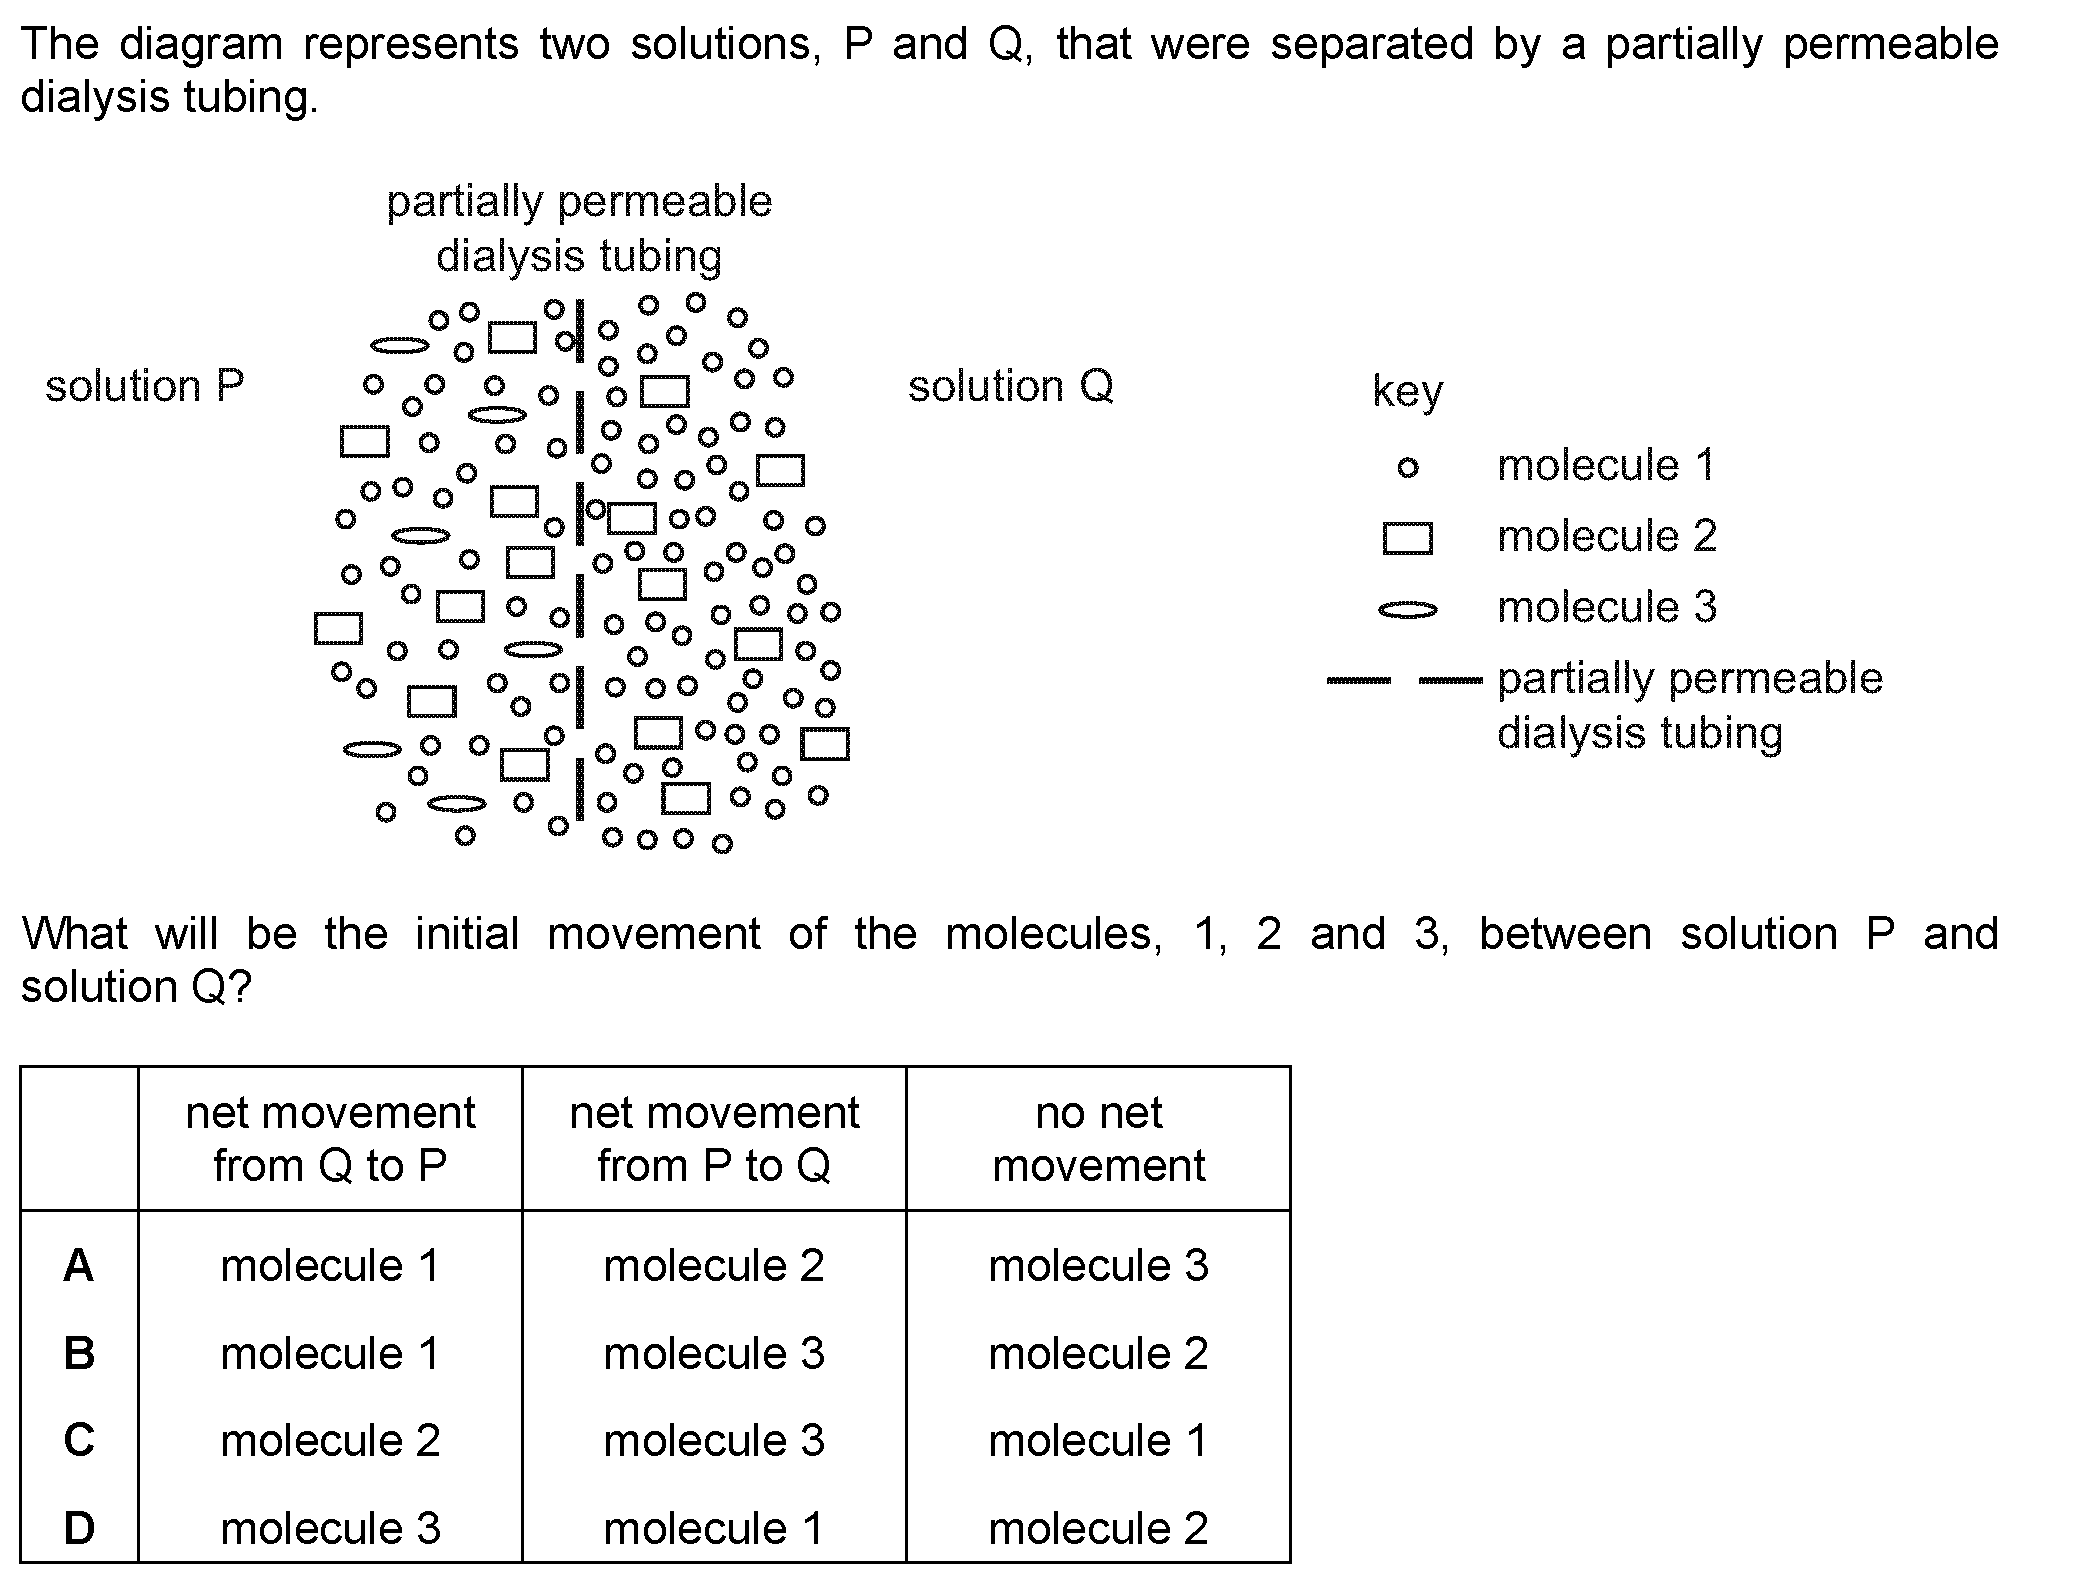 The diagram represents two solutions, P and Q, that were separated by a partially permeable
dialysis tubing.
partially permeable
dialysis tubing
solution P
solution Q
key
molecule 1
molecule 2
molecule 3
partially permeable
dialysis tubing
What will be the initial movement of the molecules, 1, 2 and 3, between solution P and
solution Q?
net movement from Q to P net movement from P to Q no net movement
A molecule 1 molecule 2 molecule 3
B molecule 1 molecule 3 molecule 2
C molecule 2 molecule 3 molecule 1
D molecule 3 molecule 1 molecule 2